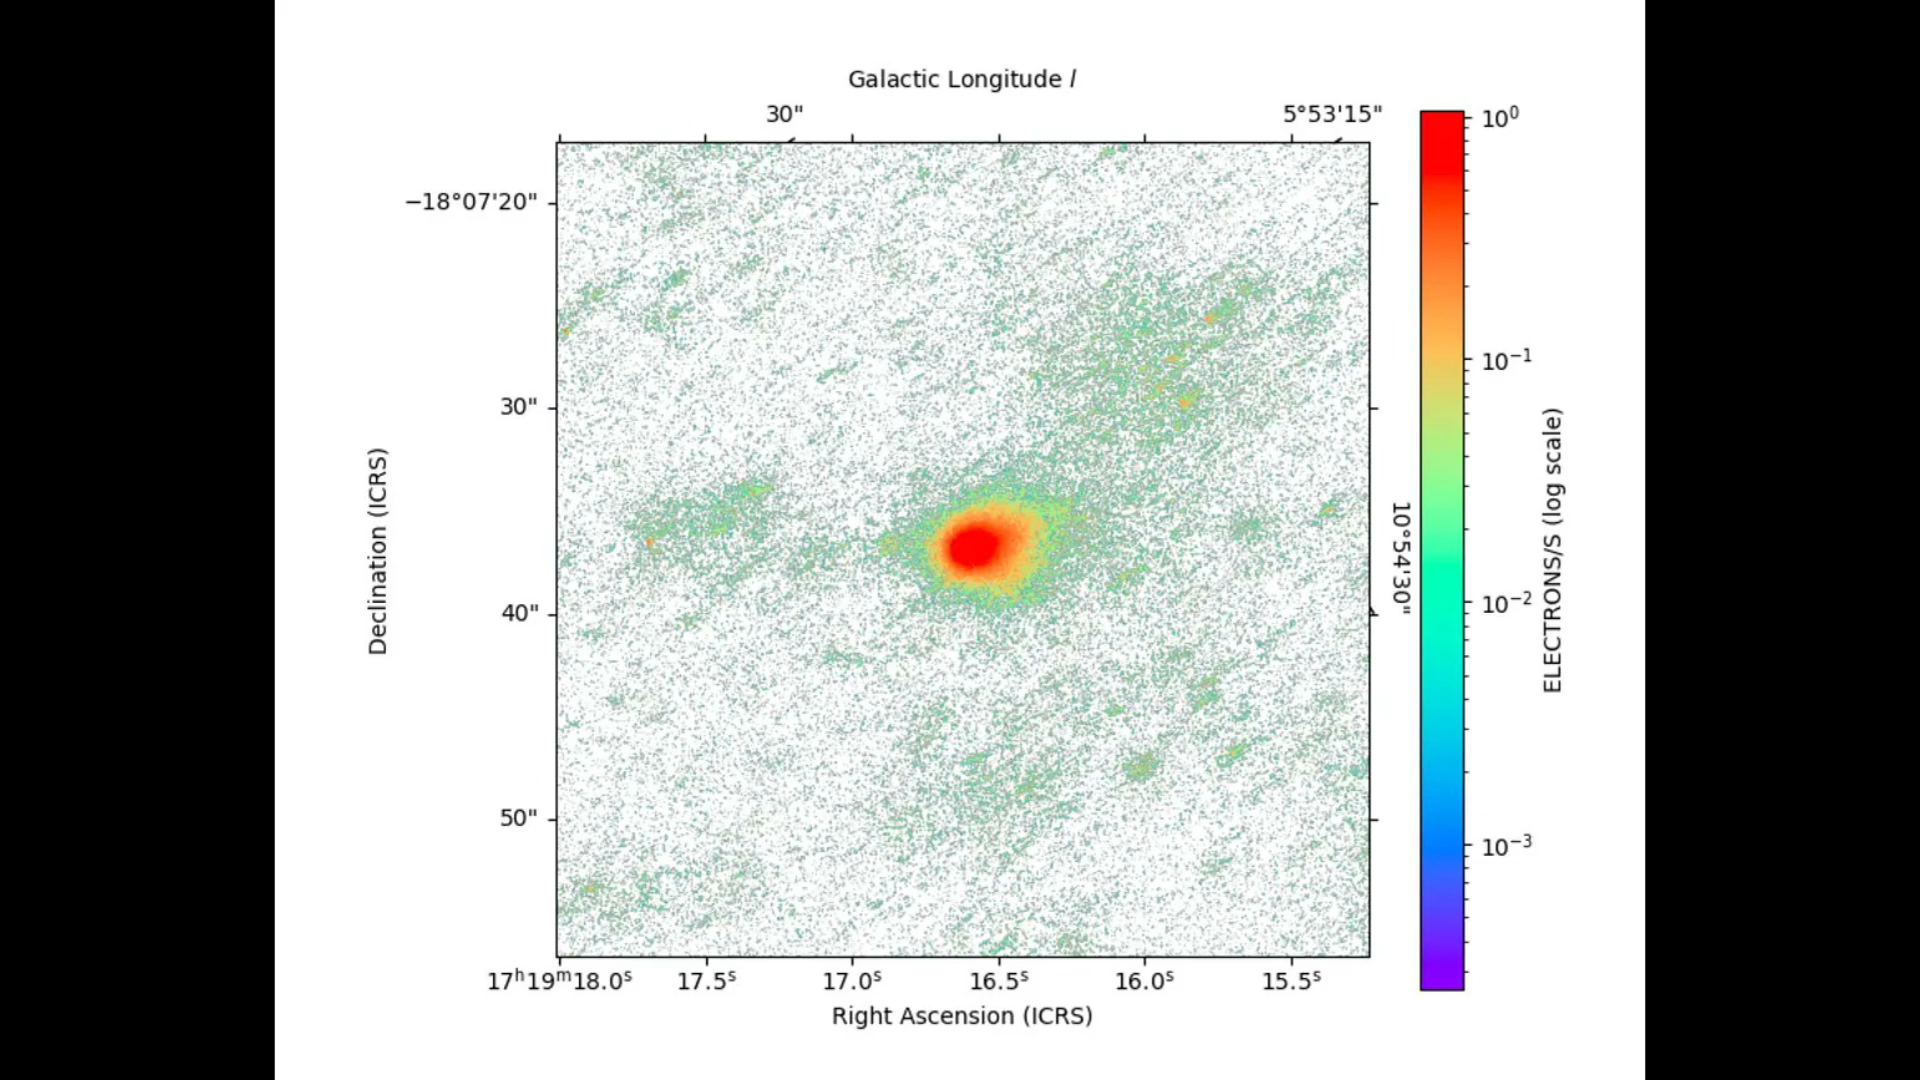 Galactic Longitude l
30" 5°53'15"
10⁰
−18°07'20"
10⁻¹
30"
Declination (ICRS)
10°54'30"
ELECTRONS/S (log scale)
10⁻²
40"
50"
10⁻³
17ʰ19ᵐ18.0ˢ 17.5ˢ 17.0ˢ 16.5ˢ 16.0ˢ 15.5ˢ
Right Ascension (ICRS)